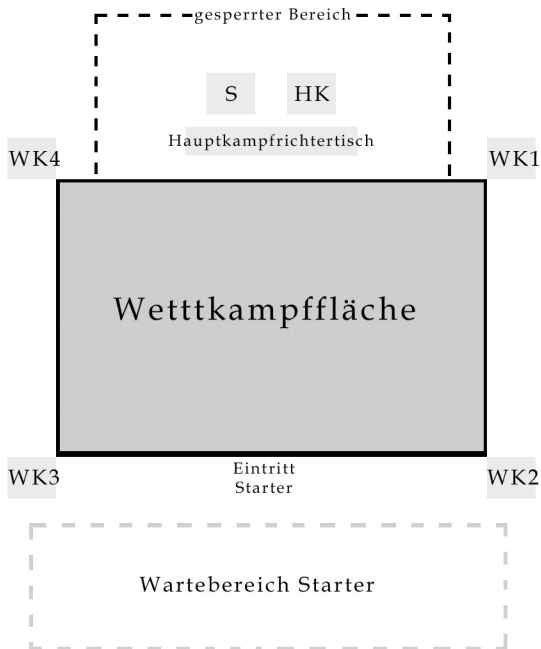 gesperrter Bereich
S HK
Hauptkampfrichtertisch
WK4 WK1
Wetttkampffläche
WK3 Eintritt WK2
Starter
Wartebereich Starter